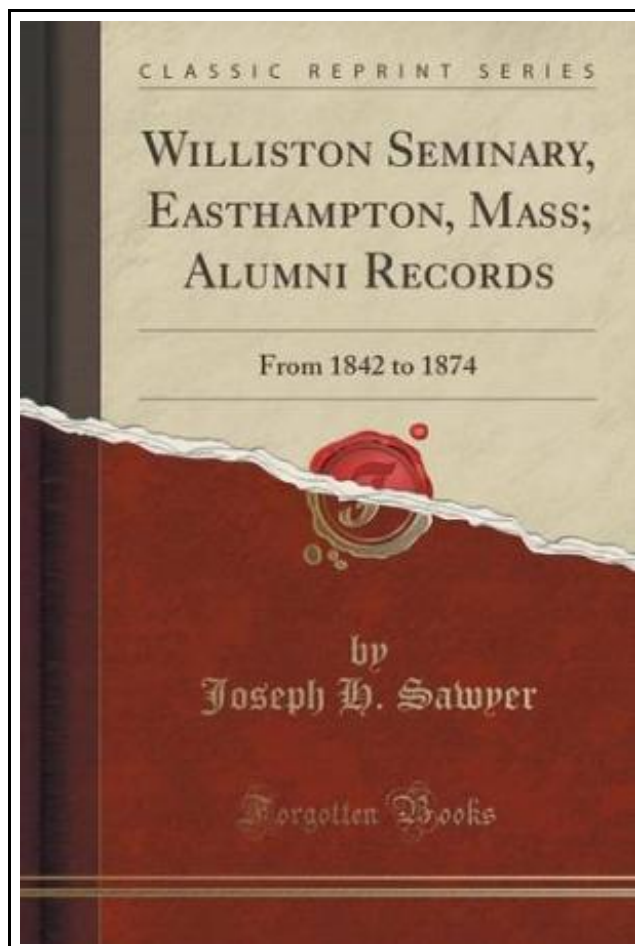 CLASSIC REPRINT SERIES
WILLISTON SEMINARY,
EASTHAMPTON, MASS;
ALUMNI RECORDS
From 1842 to 1874
by
Joseph H. Sawyer
Forgotten Books